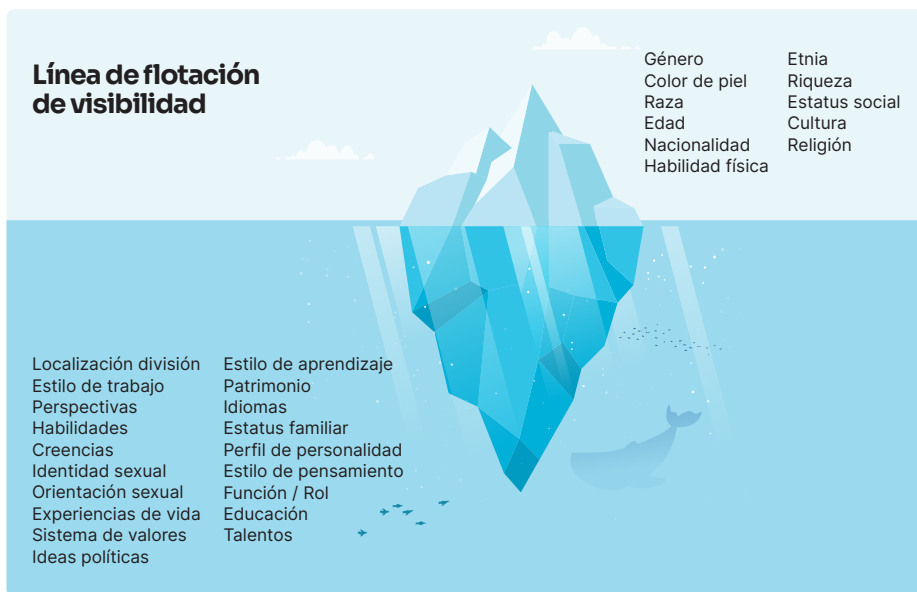 Línea de flotación
de visibilidad
Género
Color de piel
Raza
Edad
Nacionalidad
Habilidad física
Etnia
Riqueza
Estatus social
Cultura
Religión
Localización división
Estilo de trabajo
Perspectivas
Habilidades
Creencias
Identidad sexual
Orientación sexual
Experiencias de vida
Sistema de valores
Ideas políticas
Estilo de aprendizaje
Patrimonio
Idiomas
Estatus familiar
Perfil de personalidad
Estilo de pensamiento
Función / Rol
Educación
Talentos